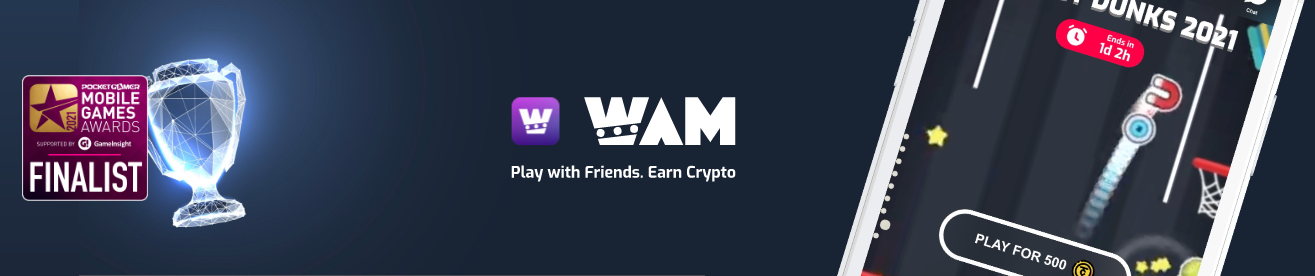 POCKET GAMER
MOBILE
GAMES
AWARDS
2021
SUPPORTED BY GameInsight
FINALIST
W
WAM
Play with Friends. Earn Crypto
Chat
DUNKS 2021
Ends in
1d 2h
PLAY FOR 500